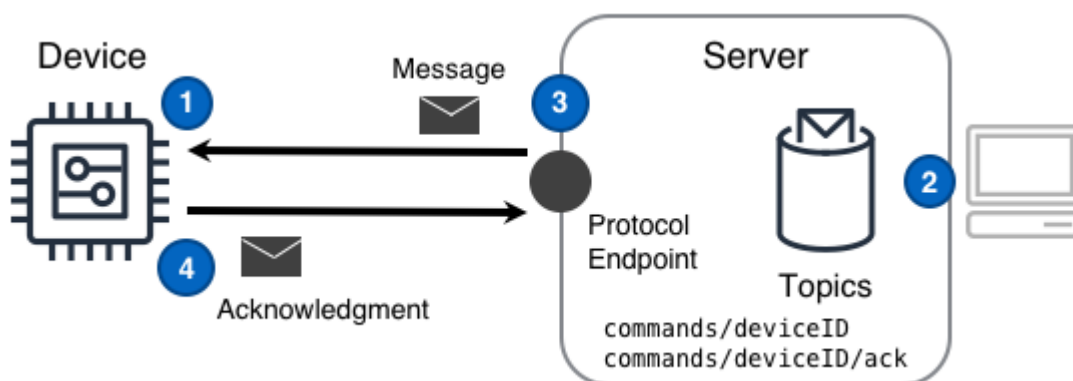 Device
Server
Message
1
3
2
Protocol
Endpoint
4
Acknowledgment
Topics
commands/deviceID
commands/deviceID/ack